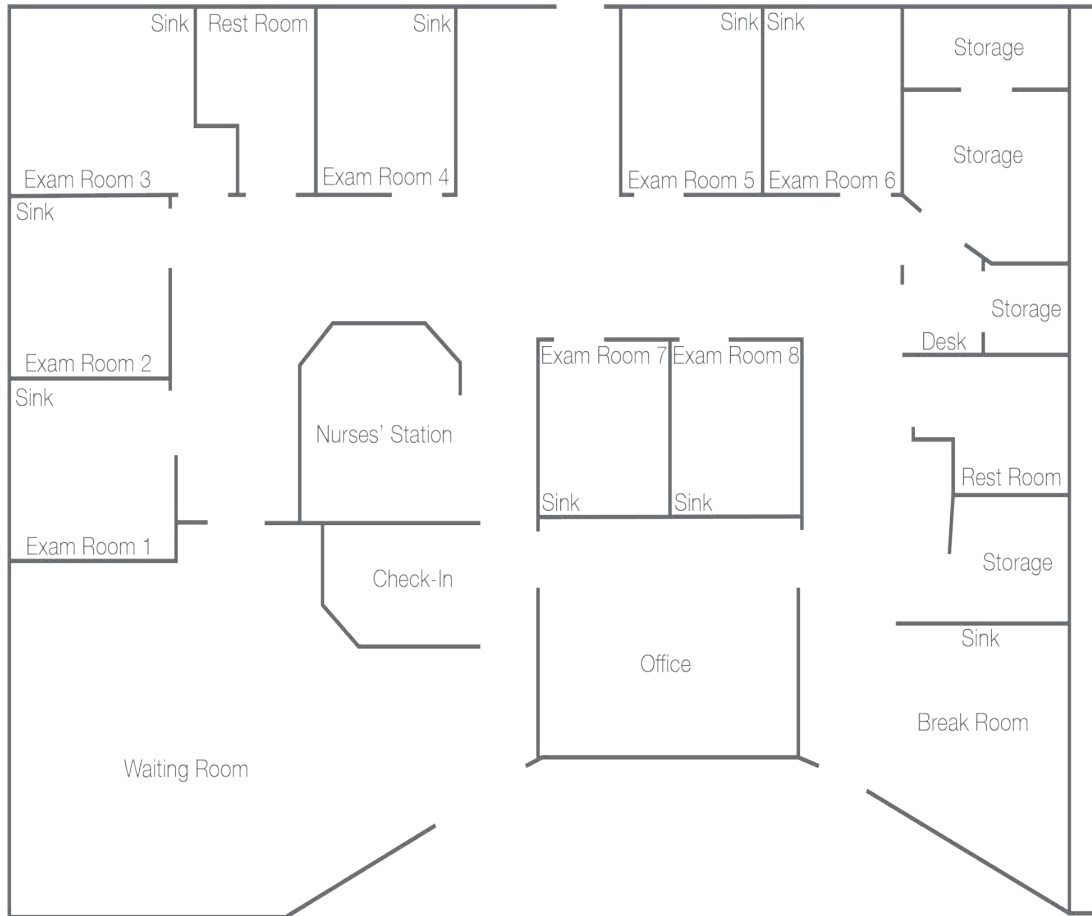 Sink
Rest Room
Sink
Sink
Sink
Storage
Exam Room 3
Exam Room 4
Exam Room 5
Exam Room 6
Storage
Sink
Storage
Exam Room 2
Desk
Exam Room 7
Exam Room 8
Sink
Nurses' Station
Rest Room
Sink
Sink
Exam Room 1
Check-In
Storage
Sink
Office
Break Room
Waiting Room